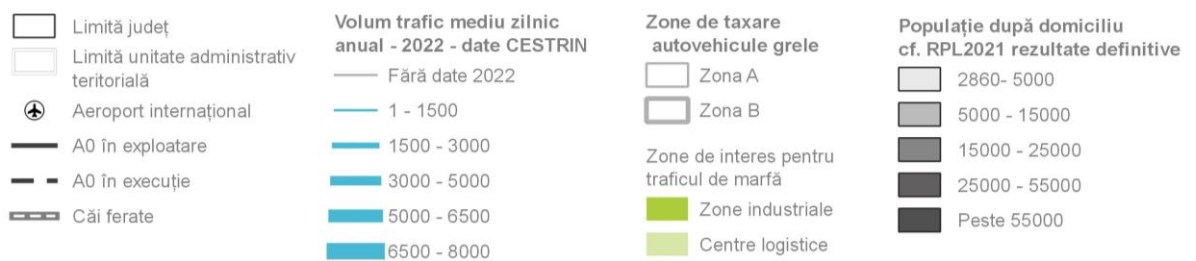 Limită județ
Limită unitate administrativ
teritorială
Aeroport internațional
A0 în exploatare
A0 în execuție
Căi ferate
Volum trafic mediu zilnic
anual - 2022 - date CESTRIN
Fără date 2022
1 - 1500
1500 - 3000
3000 - 5000
5000 - 6500
6500 - 8000
Zone de taxare
autovehicule grele
Zona A
Zona B
Zone de interes pentru
traficul de marfă
Zone industriale
Centre logistice
Populație după domiciliu
cf. RPL2021 rezultate definitive
2860- 5000
5000 - 15000
15000 - 25000
25000 - 55000
Peste 55000